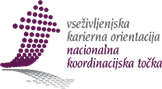 vseživljenjska
karierna orientacija
nacionalna
koordinacijska točka